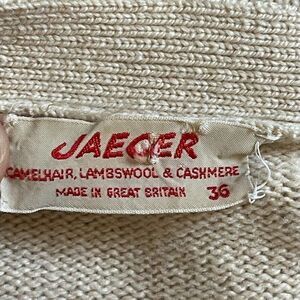 JAEGER
CAMELHAIR, LAMBSWOOL & CASHMERE
MADE IN GREAT BRITAIN 36